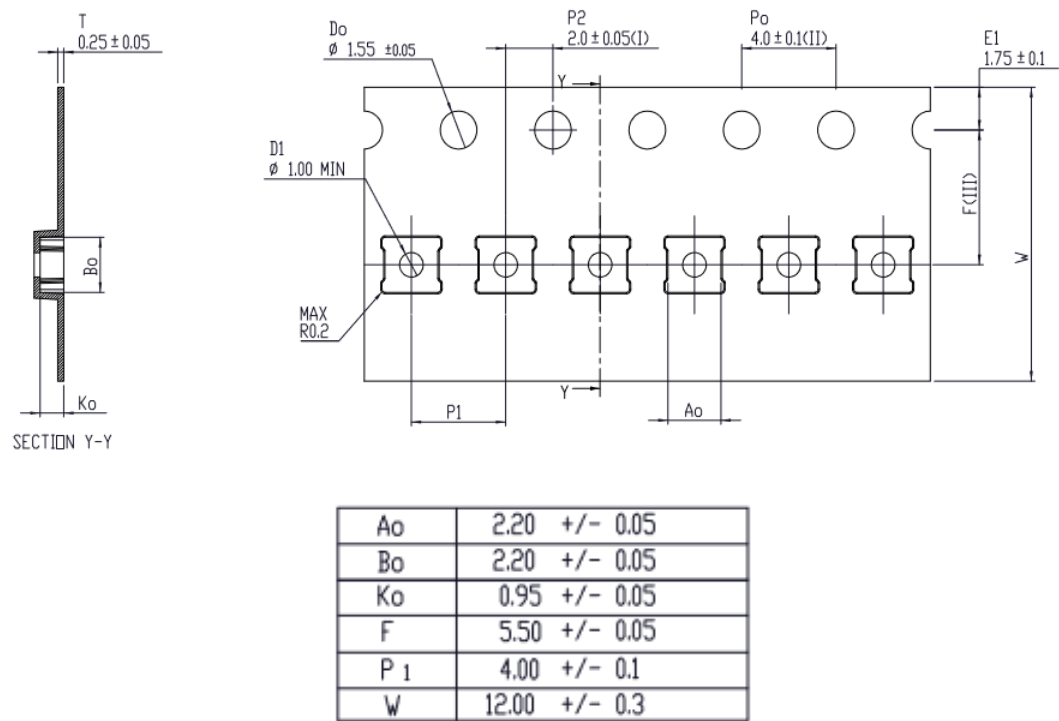 T
0.25±0.05
Do
ø 1.55 ±0.05
P2
2.0±0.05(I)
Po
4.0±0.1(II)
E1
1.75±0.1
Y
D1
ø 1.00 MIN
F(III)
W
Bo
MAX
R0.2
Ko
P1
Y
Ao
SECTION Y-Y
Ao 2.20 +/- 0.05
Bo 2.20 +/- 0.05
Ko 0.95 +/- 0.05
F 5.50 +/- 0.05
P 1 4.00 +/- 0.1
W 12.00 +/- 0.3